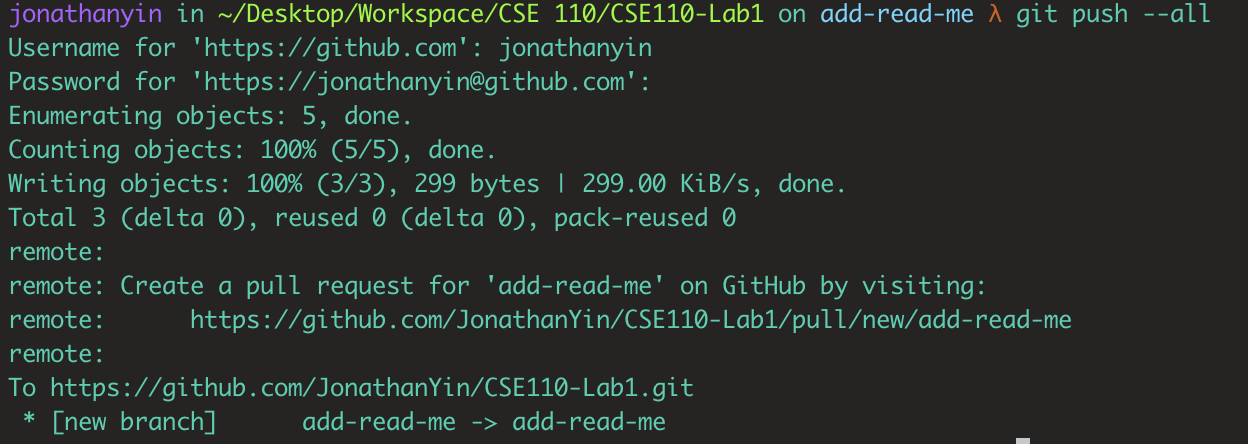 jonathanyin in ~/Desktop/Workspace/CSE 110/CSE110-Lab1 on add-read-me λ git push --all
Username for 'https://github.com': jonathanyin
Password for 'https://jonathanyin@github.com':
Enumerating objects: 5, done.
Counting objects: 100% (5/5), done.
Writing objects: 100% (3/3), 299 bytes | 299.00 KiB/s, done.
Total 3 (delta 0), reused 0 (delta 0), pack-reused 0
remote:
remote: Create a pull request for 'add-read-me' on GitHub by visiting:
remote:      https://github.com/JonathanYin/CSE110-Lab1/pull/new/add-read-me
remote:
To https://github.com/JonathanYin/CSE110-Lab1.git
 * [new branch]      add-read-me -> add-read-me